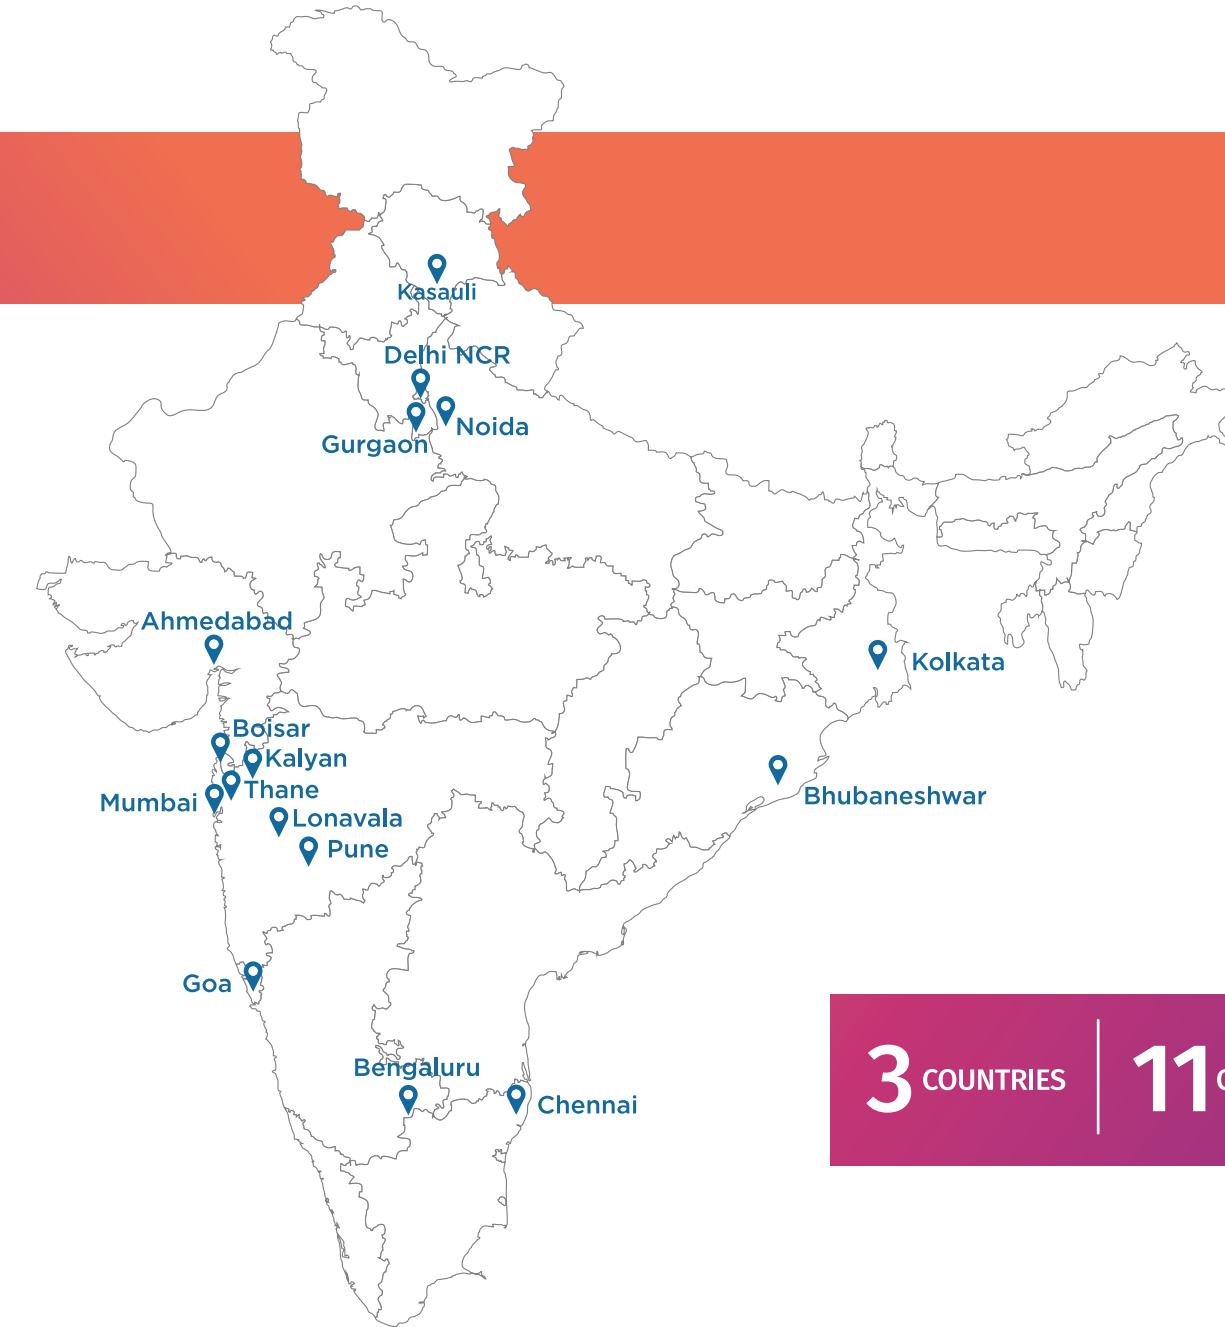 Kasauli
Delhi NCR
Noida
Gurgaon
Ahmedabad
Kolkata
Boisar
Kalyan
Thane
Mumbai
Bhubaneshwar
Lonavala
Pune
Goa
Bengaluru
Chennai
3 COUNTRIES
11